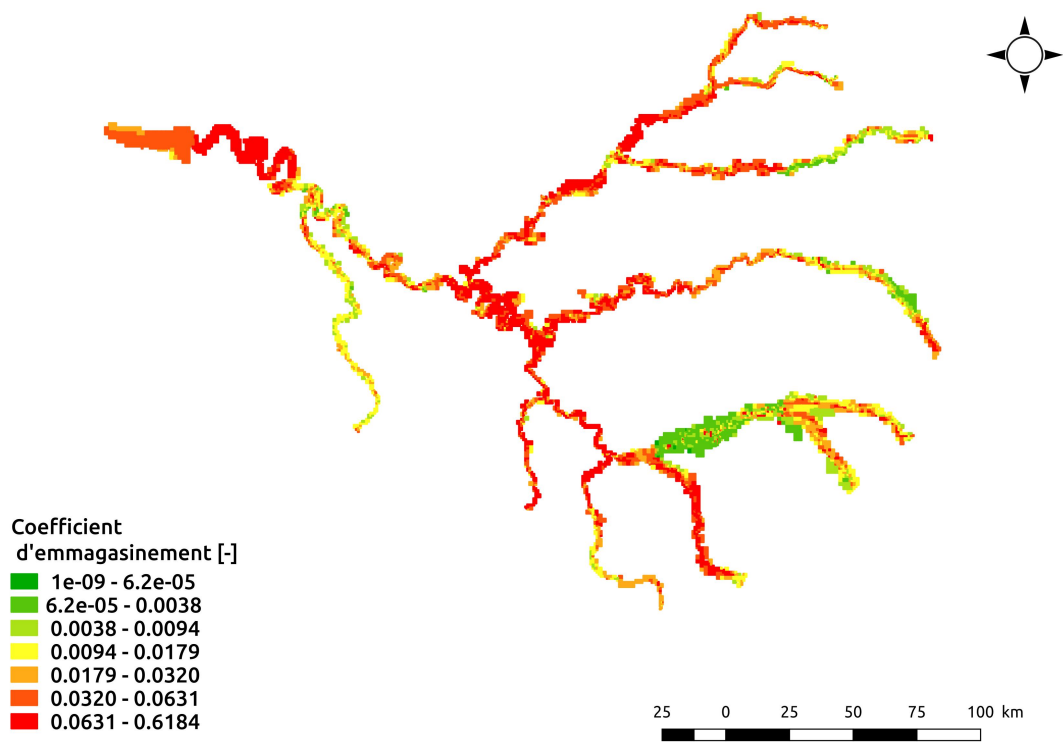 Coefficient
d'emmagasinement [-]
1e-09 - 6.2e-05
6.2e-05 - 0.0038
0.0038 - 0.0094
0.0094 - 0.0179
0.0179 - 0.0320
0.0320 - 0.0631
0.0631 - 0.6184
25 0 25 50 75 100 km